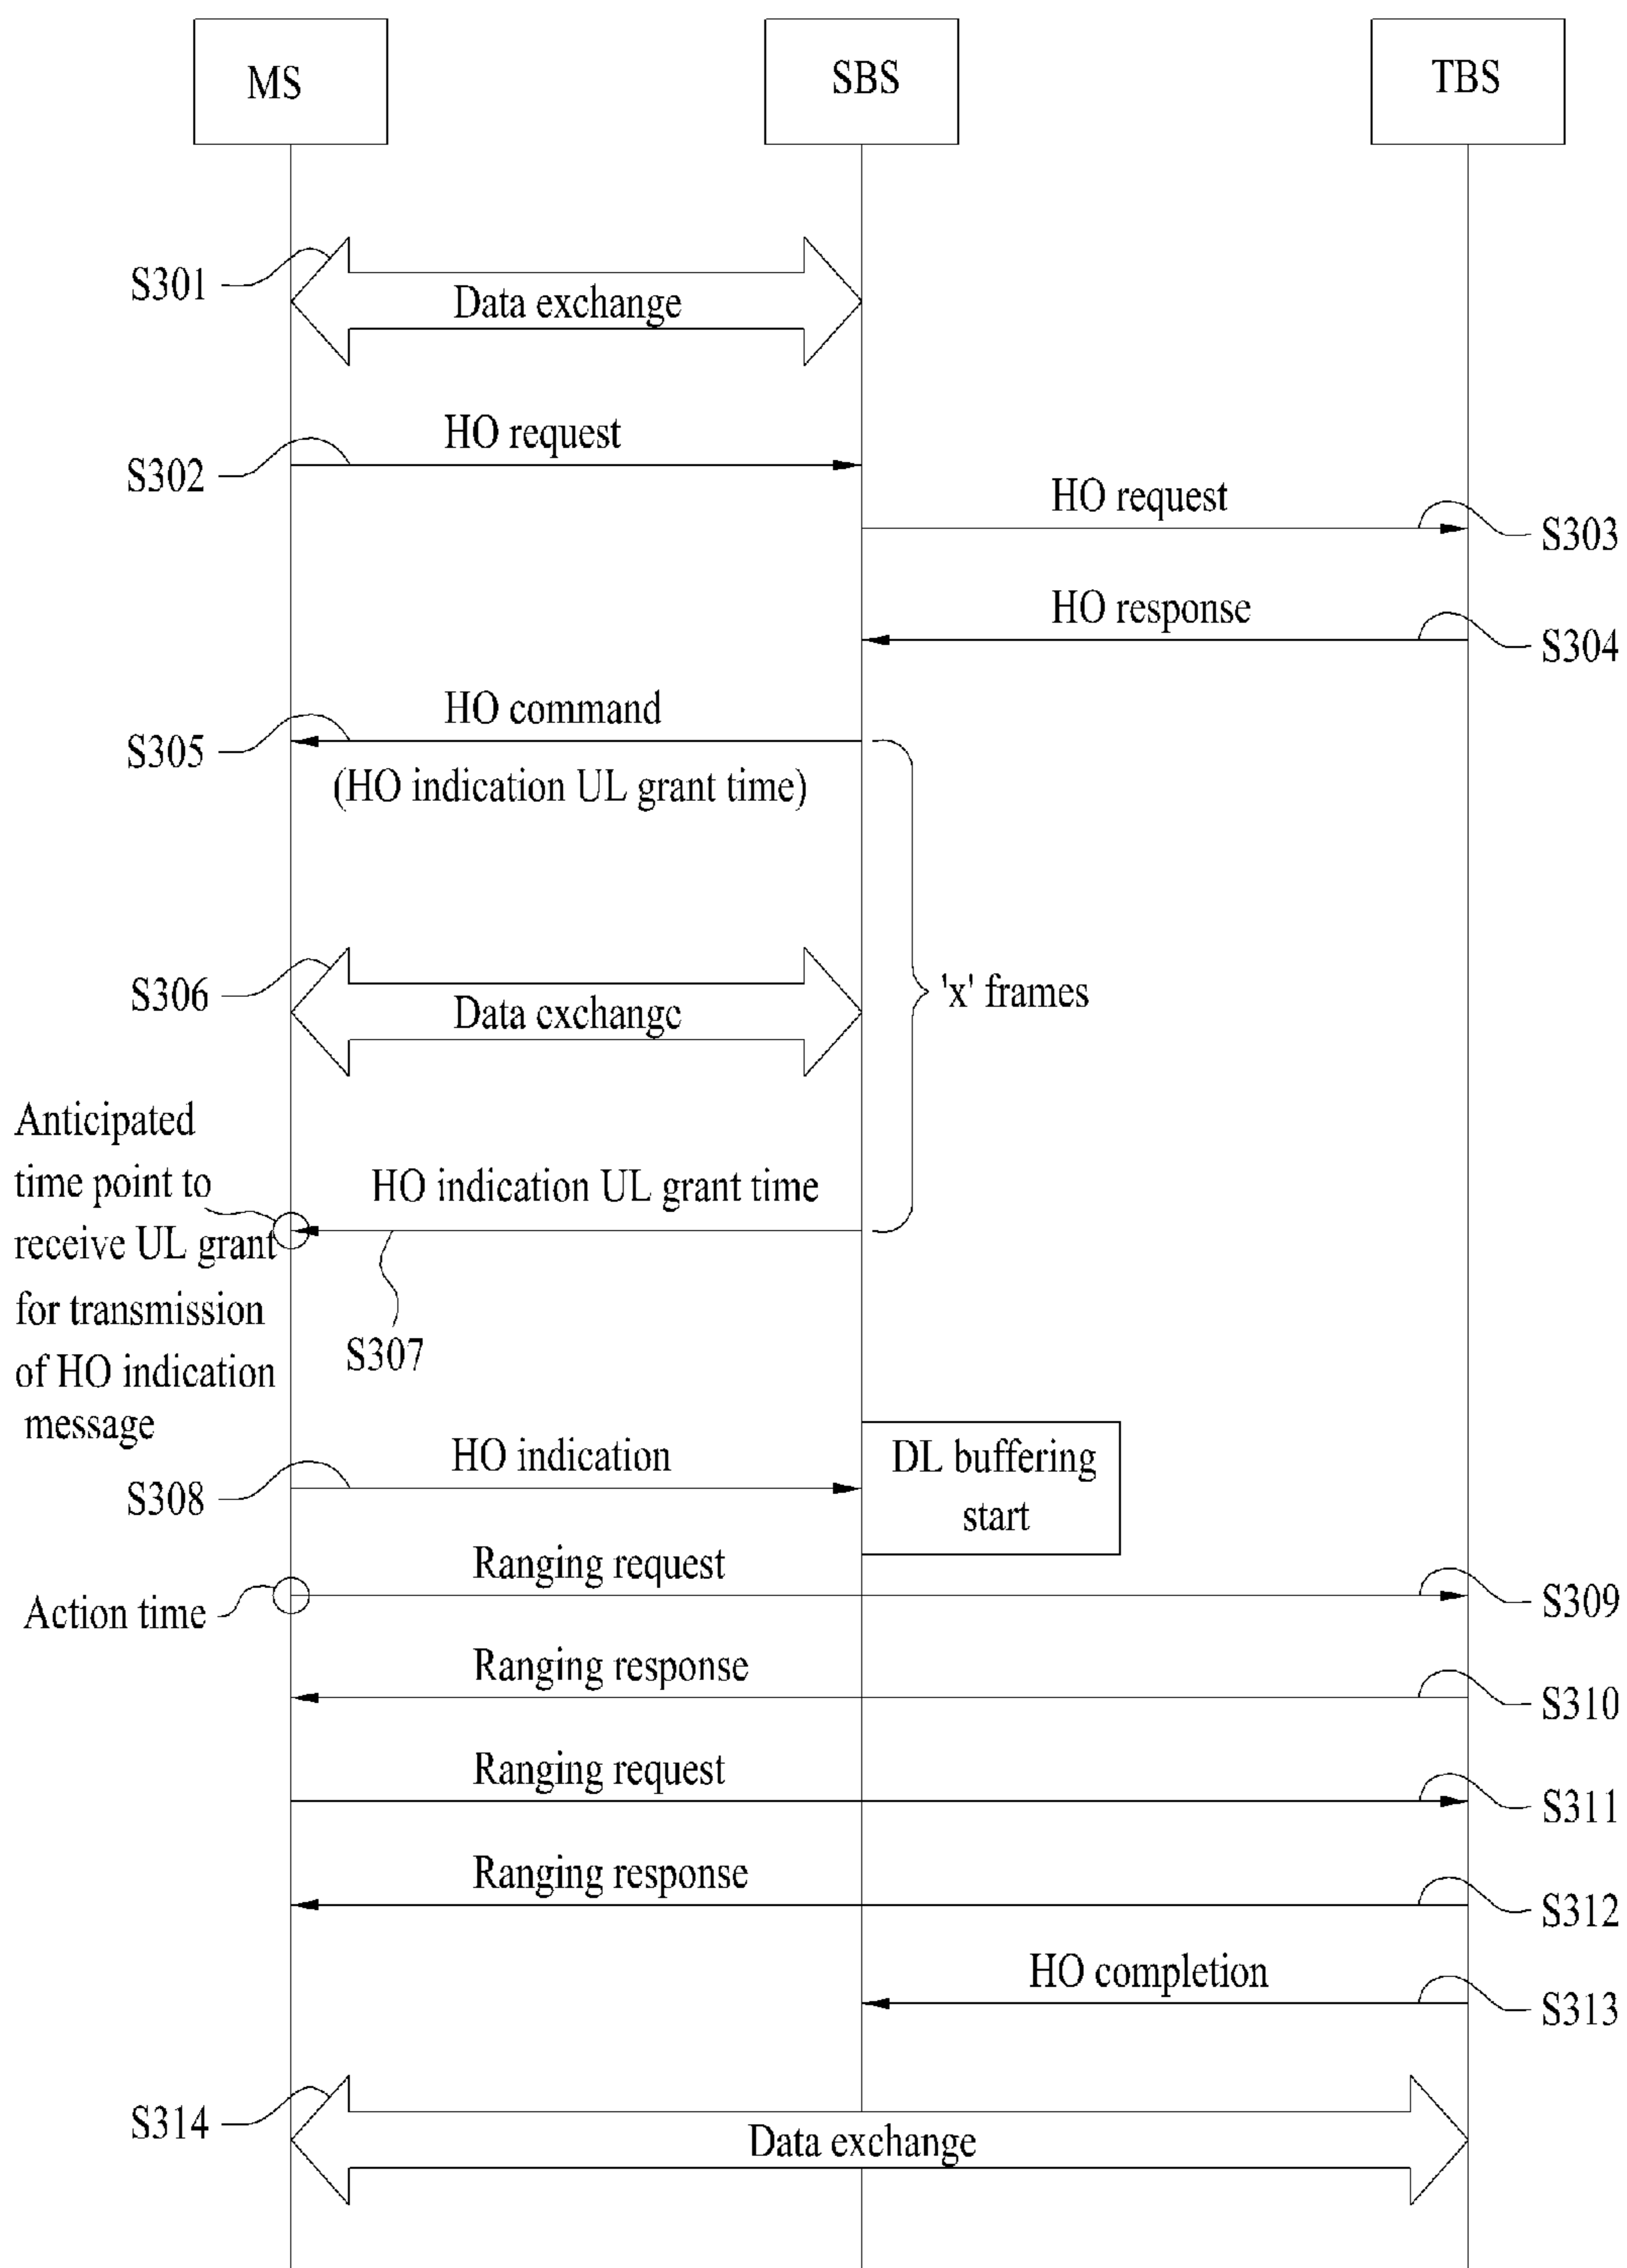 MS
SBS
TBS
S301
Data exchange
HO request
S302
HO request
S303
HO response
S304
HO command
S305
(HO indication UL grant time)
S306
Data exchange
'x' frames
Anticipated
time point to
receive UL grant
for transmission
of HO indication
message
HO indication UL grant time
S307
HO indication
S308
DL buffering
start
Ranging request
Action time
S309
Ranging response
S310
Ranging request
S311
Ranging response
S312
HO completion
S313
S314
Data exchange